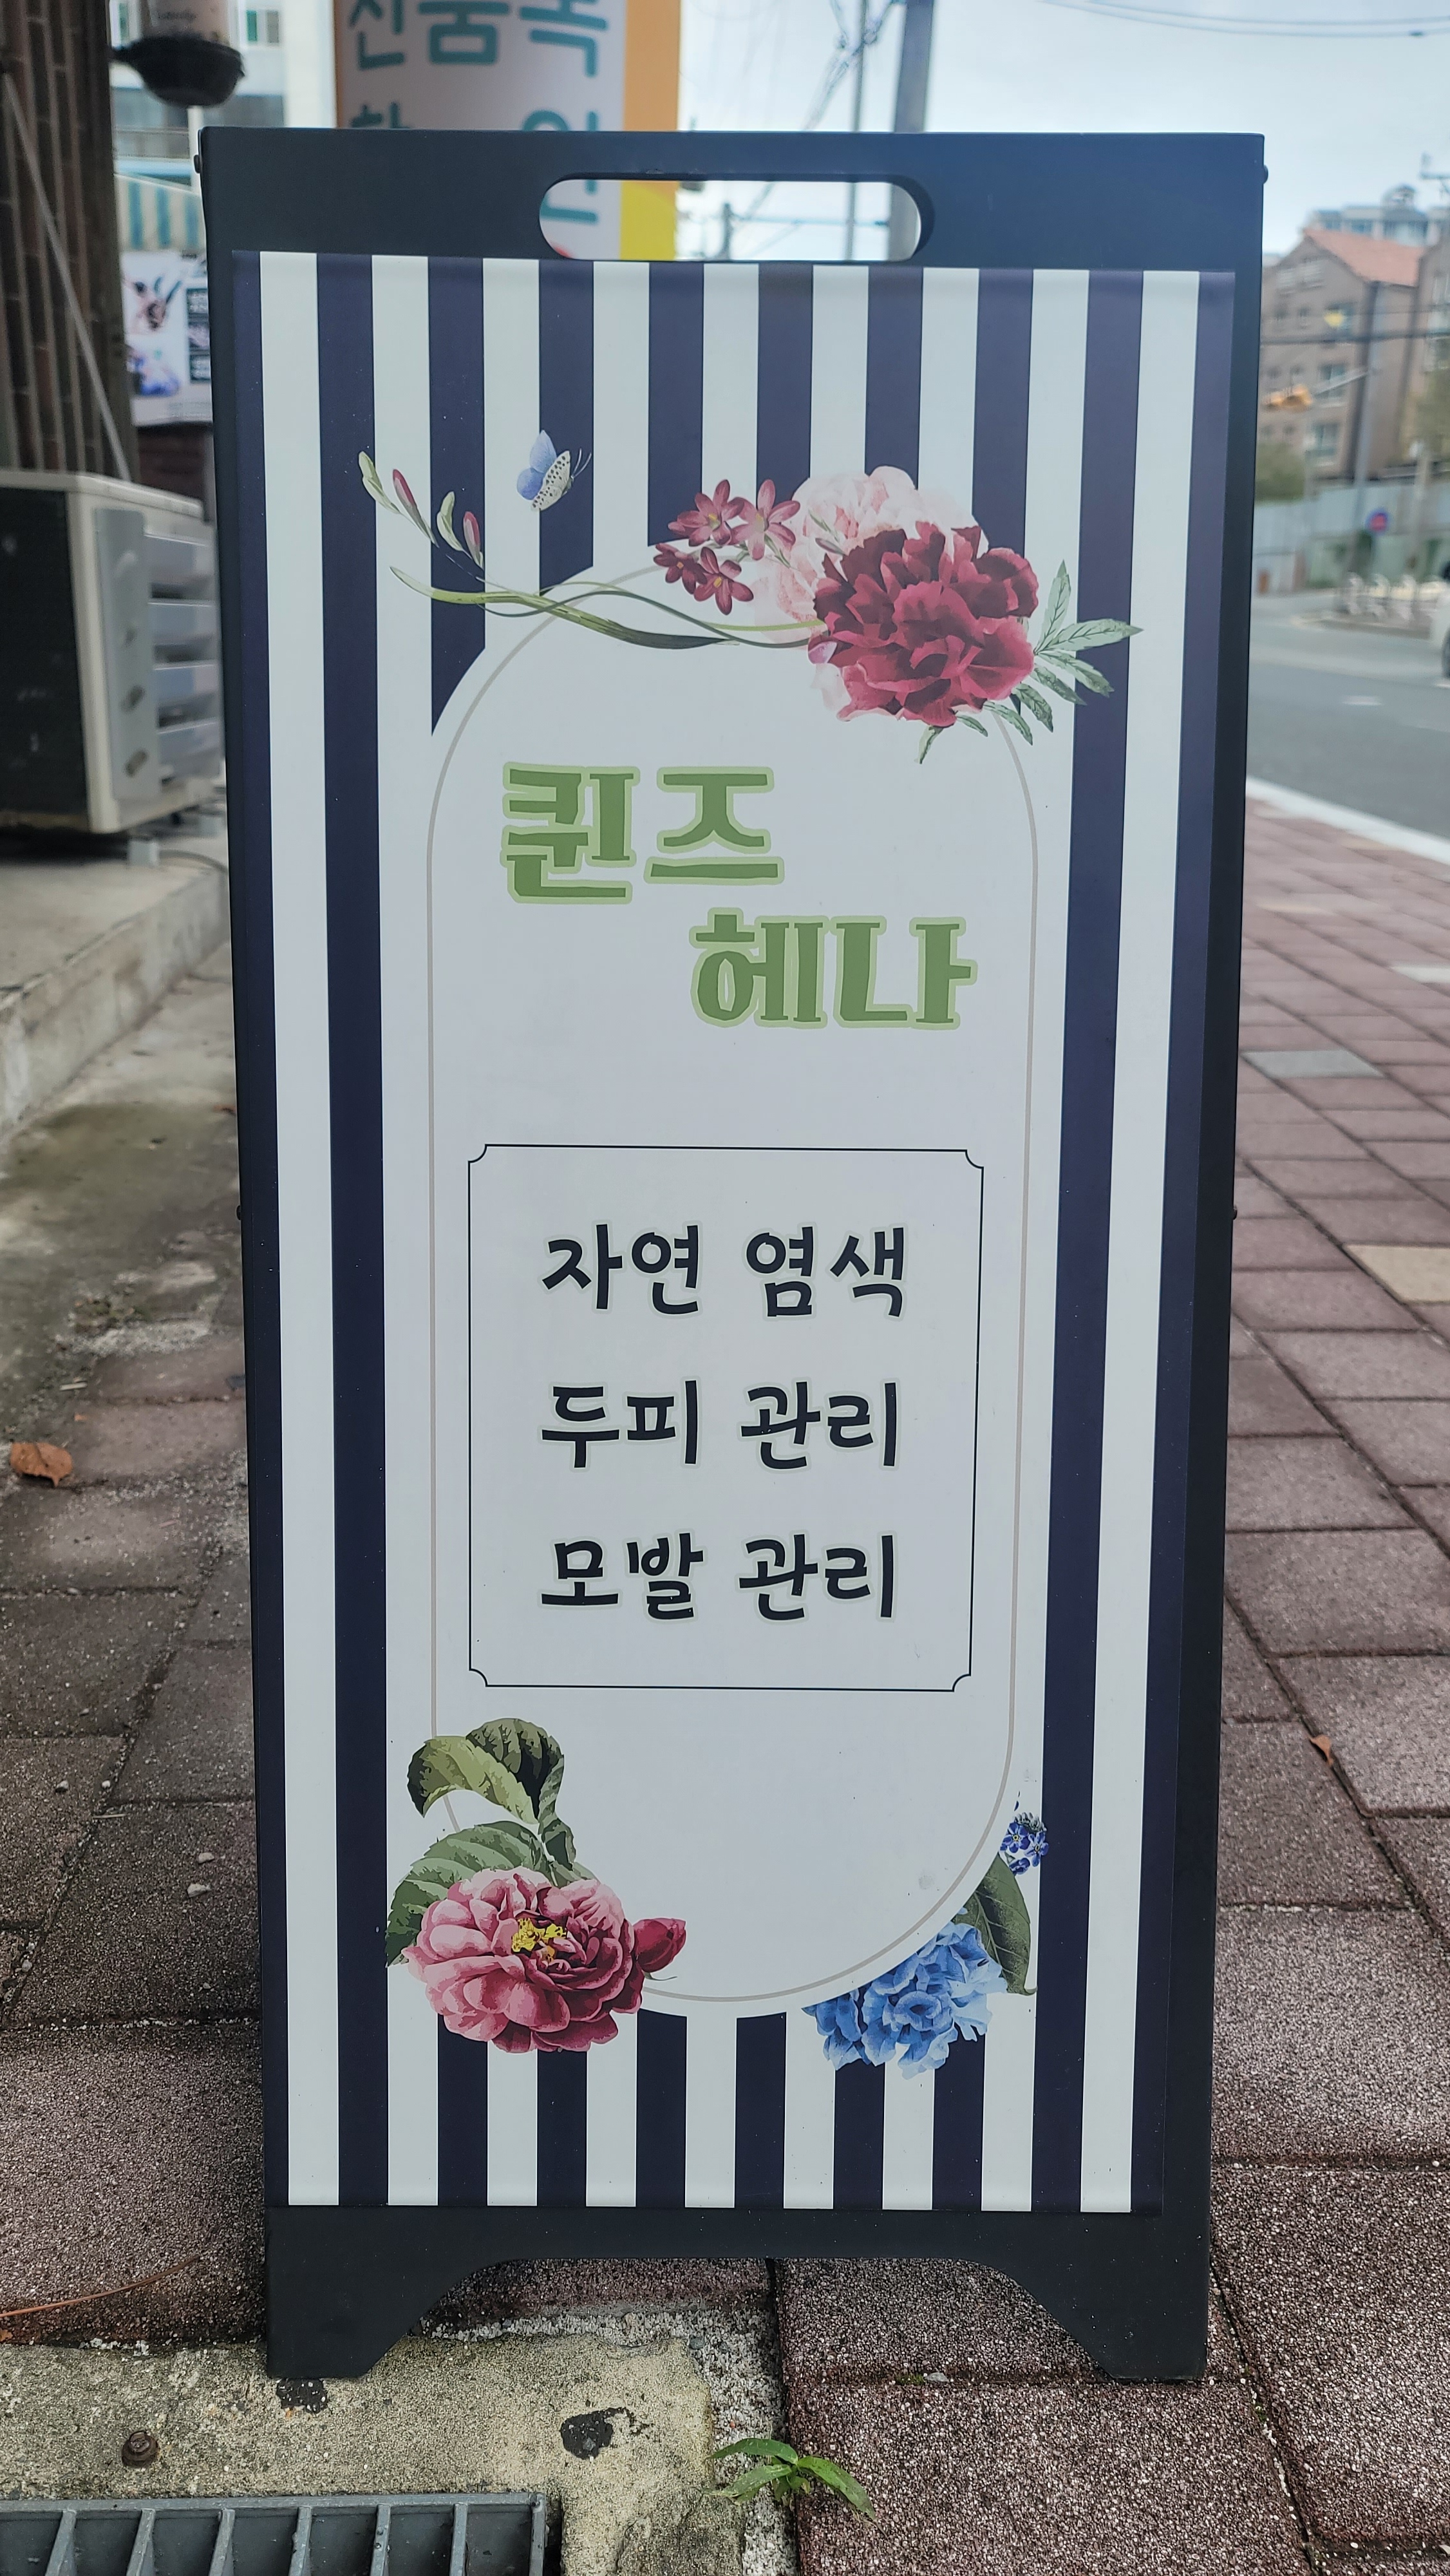 퀸즈
헤나
자연 염색
두피 관리
모발 관리